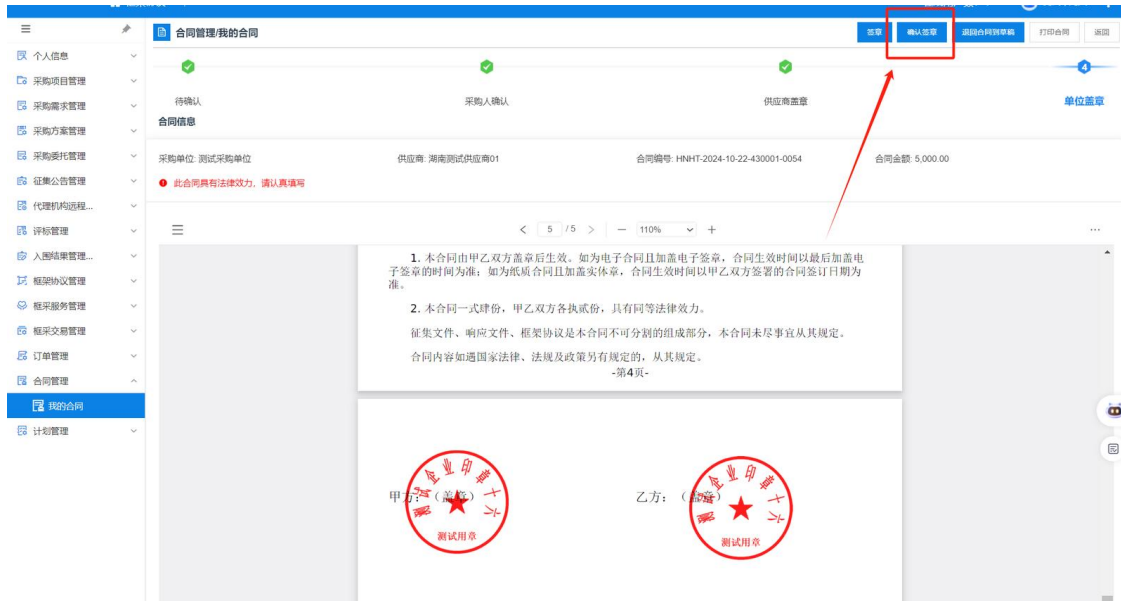 合同管理/我的合同
签章
确认签章
退回合同到草稿
打印合同
返回
个人信息
采购项目管理
采购需求管理
采购方案管理
采购委托管理
征集公告管理
代理机构远程...
评标管理
入围结果管理...
框架协议管理
框采服务管理
框采交易管理
订单管理
合同管理
我的合同
计划管理
4
待确认
采购人确认
供应商盖章
单位盖章
合同信息
采购单位: 测试采购单位
供应商: 湖南测试供应商01
合同编号: HNHT-2024-10-22-430001-0054
合同金额: 5,000.00
此合同具有法律效力, 请认真填写
5 /5
110%
1. 本合同由甲乙双方盖章后生效。如为电子合同且加盖电子签章, 合同生效时间以最后加盖电
子签章的时间为准; 如为纸质合同且加盖实体章, 合同生效时间以甲乙双方签署的合同签订日期为
准。
2. 本合同一式肆份, 甲乙双方各执贰份, 具有同等法律效力。
征集文件、响应文件、框架协议是本合同不可分割的组成部分, 本合同未尽事宜从其规定。
合同内容如遇国家法律、法规及政策另有规定的, 从其规定。
-第4页-
甲方: (盖章)
测试企业印章十六
测试用章
乙方: (盖章)
测试企业印章十六
测试用章